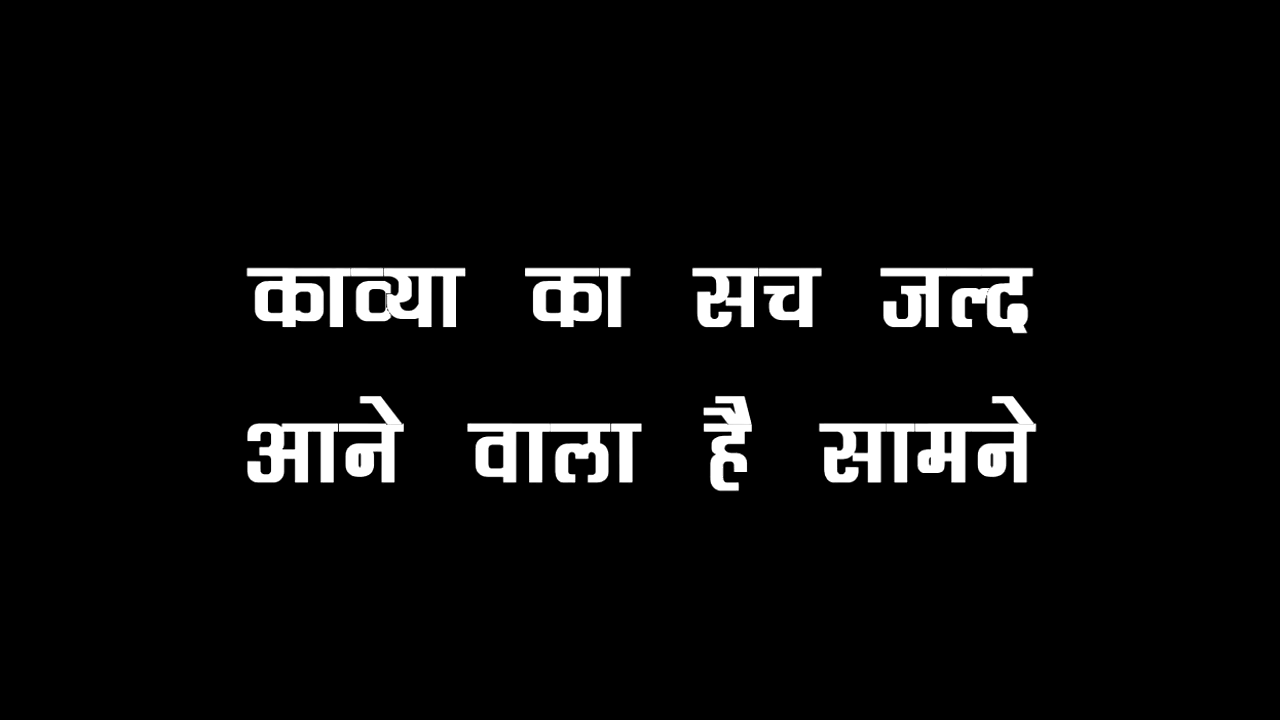 काव्या का सच जल्द
आने वाला है सामने